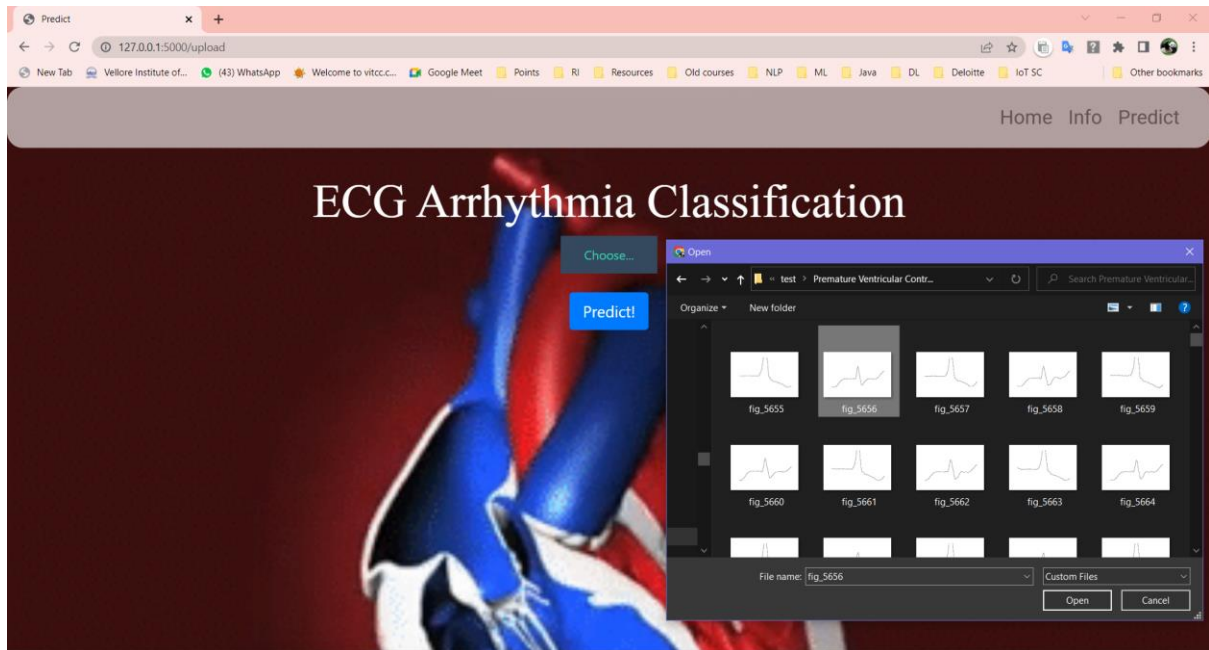 Predict
127.0.0.1:5000/upload
New Tab Vellore Institute of... (43) WhatsApp Welcome to vitcc.c... Google Meet Points RI Resources Old courses NLP ML Java DL Deloitte IoT SC Other bookmarks
Home Info Predict
ECG Arrhythmia Classification
Choose...
Predict!
Open
« test > Premature Ventricular Contr... Search Premature Ventricular...
Organize New folder
fig_5655 fig_5656 fig_5657 fig_5658 fig_5659
fig_5660 fig_5661 fig_5662 fig_5663 fig_5664
File name: fig_5656 Custom Files
Open Cancel